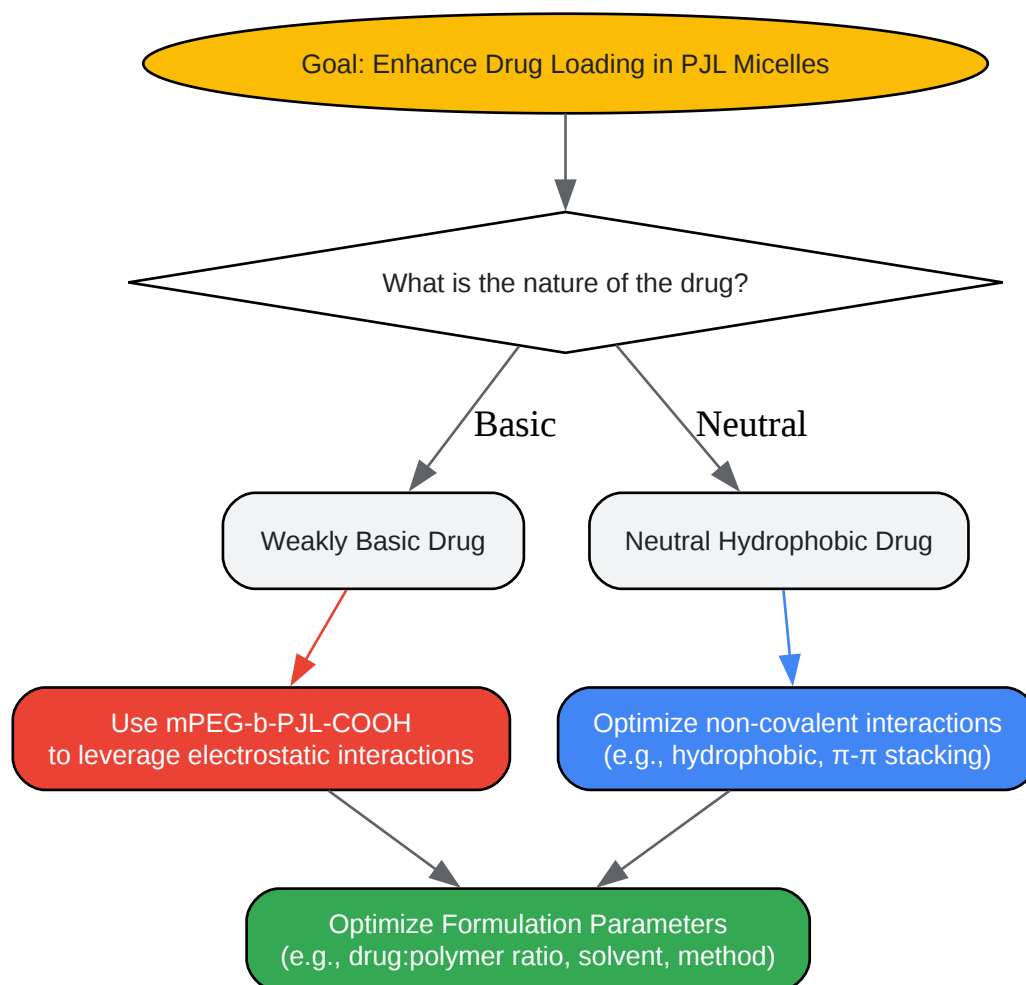 Goal: Enhance Drug Loading in PJL Micelles
What is the nature of the drug?
Basic
Neutral
Weakly Basic Drug
Neutral Hydrophobic Drug
Use mPEG-b-PJL-COOH
to leverage electrostatic interactions
Optimize non-covalent interactions
(e.g., hydrophobic, π-π stacking)
Optimize Formulation Parameters
(e.g., drug:polymer ratio, solvent, method)